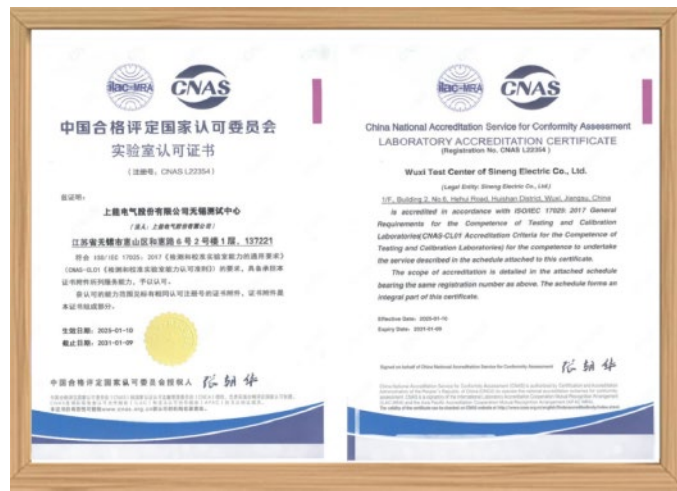 ilac-MRA
CNAS
中国合格评定国家认可委员会
实验室认可证书
(注册号: CNAS L22354)
兹证明:
上能电气股份有限公司无锡测试中心
(法人: 上能电气股份有限公司)
江苏省无锡市惠山区和惠路 6 号 2 号楼 1 层, 137221
符合 ISO/IEC 17025: 2017《检测和校准实验室能力的通用要求》
(CNAS-CL01《检测和校准实验室能力认可准则》) 的要求, 具备承担本
证书附件所列服务能力, 予以认可。
获认可的能力范围见标有相同认可注册号的证书附件, 证书附件是
本证书组成部分。
生效日期: 2025-01-10
截止日期: 2031-01-09
中国合格评定国家认可委员会授权人
ilac-MRA
CNAS
China National Accreditation Service for Conformity Assessment
LABORATORY ACCREDITATION CERTIFICATE
(Registration No. CNAS L22354)
Wuxi Test Center of Sineng Electric Co., Ltd.
(Legal Entity: Sineng Electric Co., Ltd.)
1/F., Building 2, No.6, Hehui Road, Huishan District, Wuxi, Jiangsu, China
is accredited in accordance with ISO/IEC 17025: 2017 General
Requirements for the Competence of Testing and Calibration
Laboratories(CNAS-CL01 Accreditation Criteria for the Competence of
Testing and Calibration Laboratories) for the competence to undertake
the service described in the schedule attached to this certificate.
The scope of accreditation is detailed in the attached schedule
bearing the same registration number as above. The schedule forms an
integral part of this certificate.
Effective Date: 2025-01-10
Expiry Date: 2031-01-09
Signed on behalf of China National Accreditation Service for Conformity Assessment